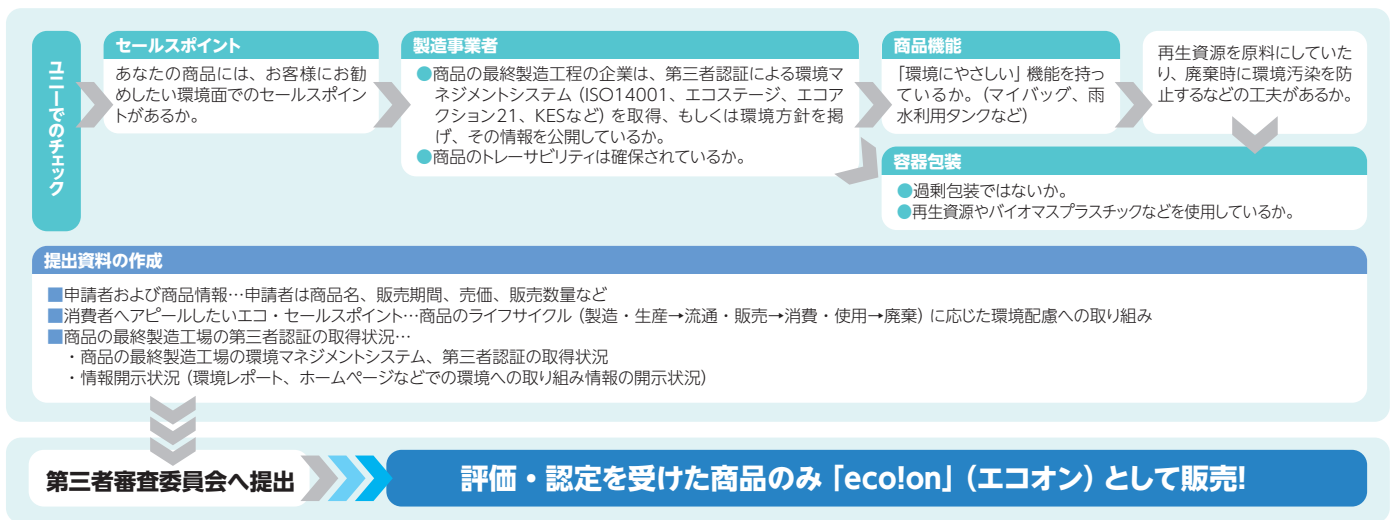 ユニーでのチェック
セールスポイント
あなたの商品には、お客様にお勧
めしたい環境面でのセールスポイン
トがあるか。
製造事業者
●商品の最終製造工程の企業は、第三者認証による環境マ
ネジメントシステム（ISO14001、エコステージ、エコア
クション21、KESなど）を取得、もしくは環境方針を掲
げ、その情報を公開しているか。
●商品のトレーサビリティは確保されているか。
商品機能
「環境にやさしい」機能を持っ
ているか。（マイバッグ、雨
水利用タンクなど）
再生資源を原料にしていた
り、廃棄時に環境汚染を防
止するなどの工夫があるか。
容器包装
●過剰包装ではないか。
●再生資源やバイオマスプラスチックなどを使用しているか。
提出資料の作成
■申請者および商品情報…申請者は商品名、販売期間、売価、販売数量など
■消費者へアピールしたいエコ・セールスポイント…商品のライフサイクル（製造・生産→流通・販売→消費・使用→廃棄）に応じた環境配慮への取り組み
■商品の最終製造工場の第三者認証の取得状況…
・商品の最終製造工場の環境マネジメントシステム、第三者認証の取得状況
・情報開示状況（環境レポート、ホームページなどでの環境への取り組み情報の開示状況）
第三者審査委員会へ提出
評価・認定を受けた商品のみ「eco!on」（エコオン）として販売!